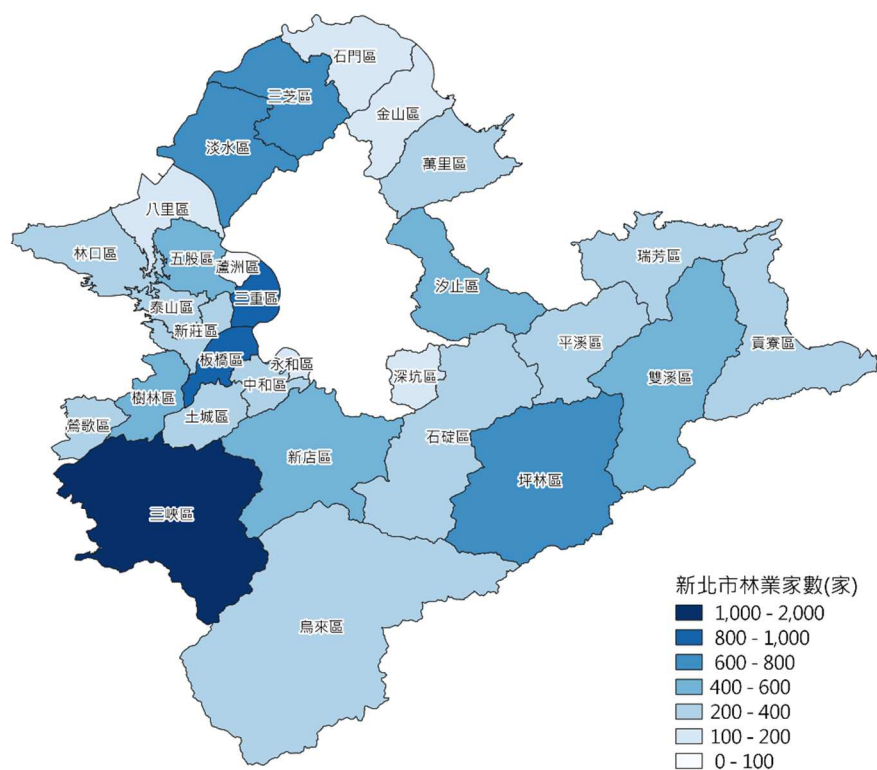 石門區
三芝區
金山區
淡水區
萬里區
八里區
林口區
五股區
蘆洲區
瑞芳區
汐止區
三重區
泰山區
新莊區
平溪區
貢寮區
板橋區
永和區
深坑區
中和區
雙溪區
樹林區
土城區
鶯歌區
石碇區
新店區
坪林區
三峽區
烏來區
新北市林業家數(家)
1,000 - 2,000
800 - 1,000
600 - 800
400 - 600
200 - 400
100 - 200
0 - 100